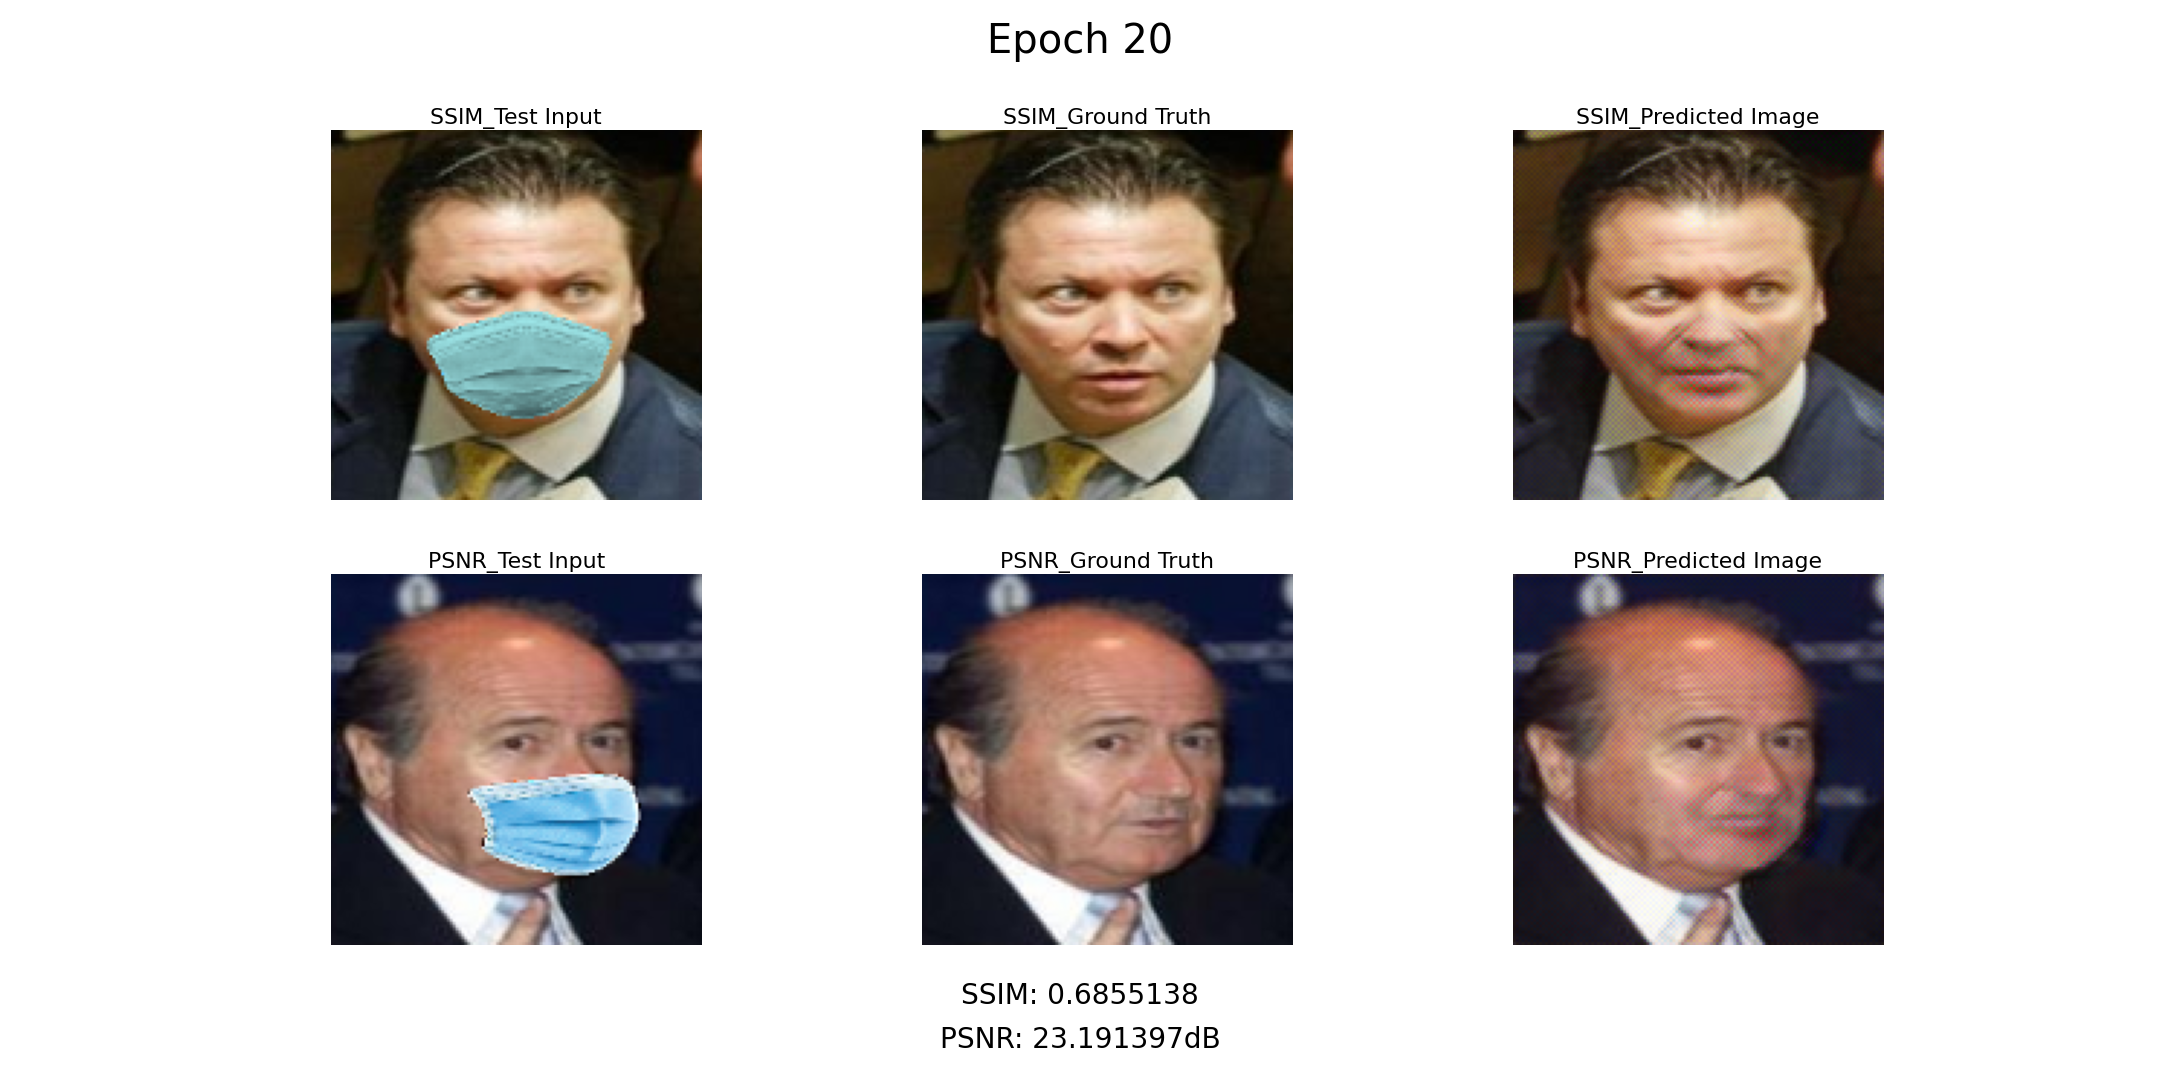 Epoch 20
SSIM_Test Input
SSIM_Ground Truth
SSIM_Predicted Image
PSNR_Test Input
PSNR_Ground Truth
PSNR_Predicted Image
SSIM: 0.6855138
PSNR: 23.191397dB